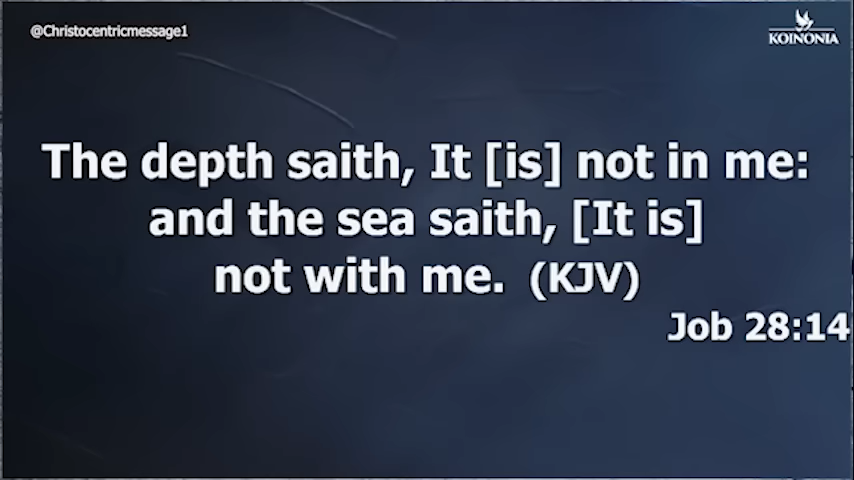 @Christocentricmessage1
KOINONIA
The depth saith, It [is] not in me:
and the sea saith, [It is]
not with me. (KJV)
Job 28:14